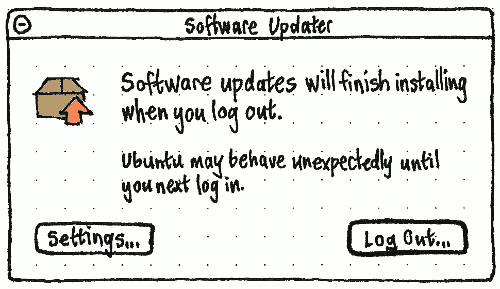 Software Updater
Software updates will finish installing
when you log out.
Ubuntu may behave unexpectedly until
you next log in.
Settings...
Log Out...